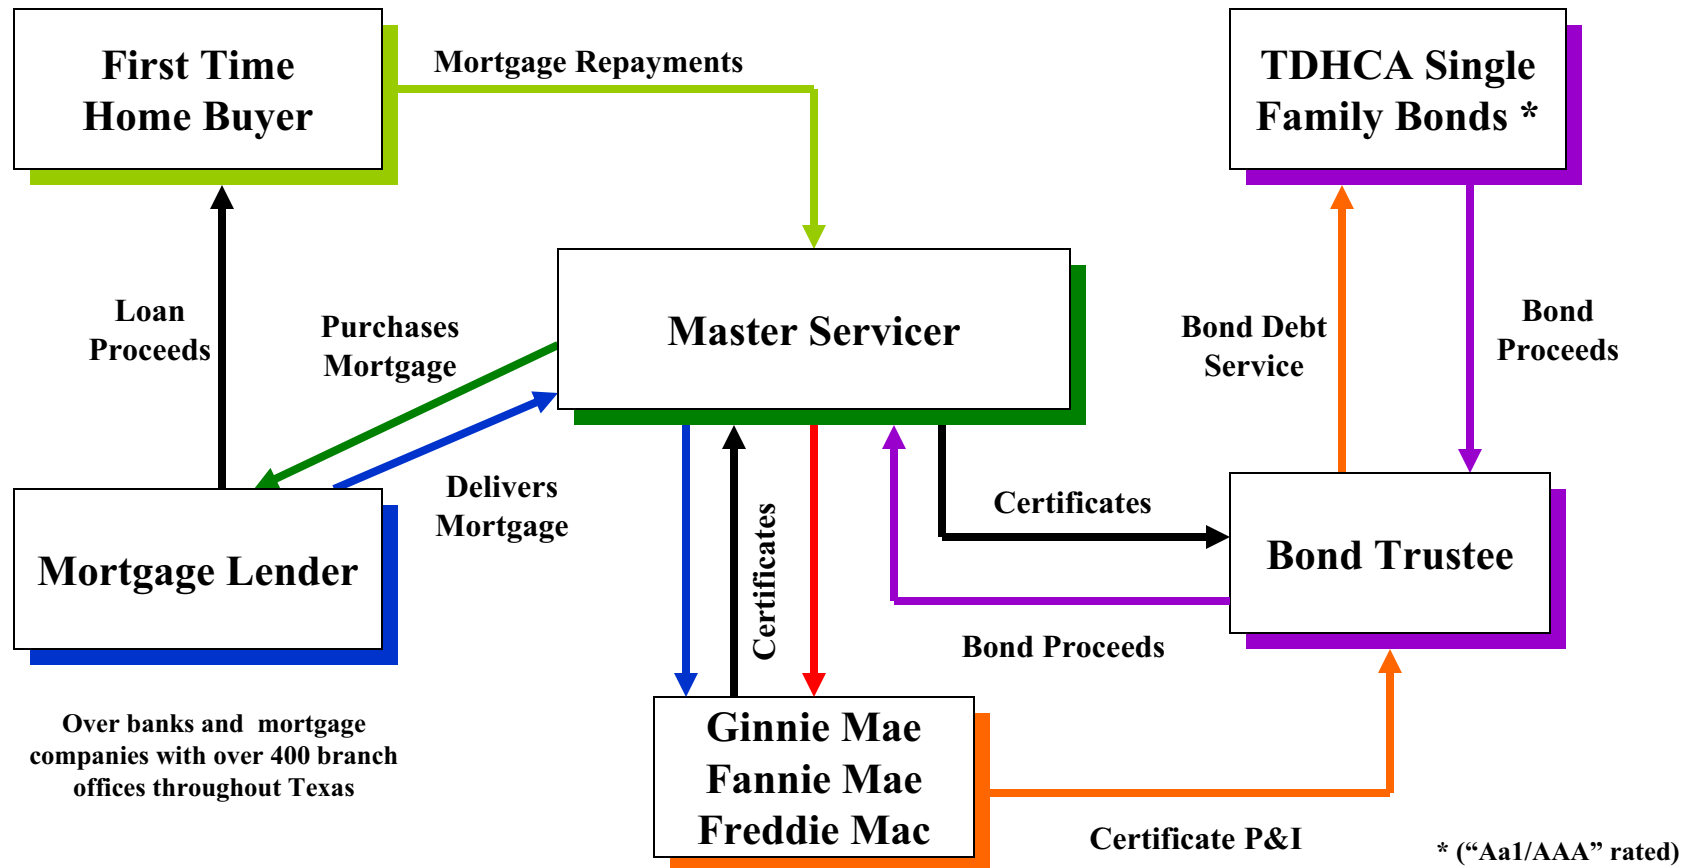 First Time
Home Buyer
Mortgage Repayments
TDHCA Single
Family Bonds *
Loan
Proceeds
Purchases
Mortgage
Master Servicer
Bond Debt
Service
Bond
Proceeds
Delivers
Mortgage
Mortgage Lender
Certificates
Certificates
Bond Trustee
Bond Proceeds
Over banks and  mortgage
companies with over 400 branch
offices throughout Texas
Ginnie Mae
Fannie Mae
Freddie Mac
Certificate P&I
* (“Aa1/AAA” rated)